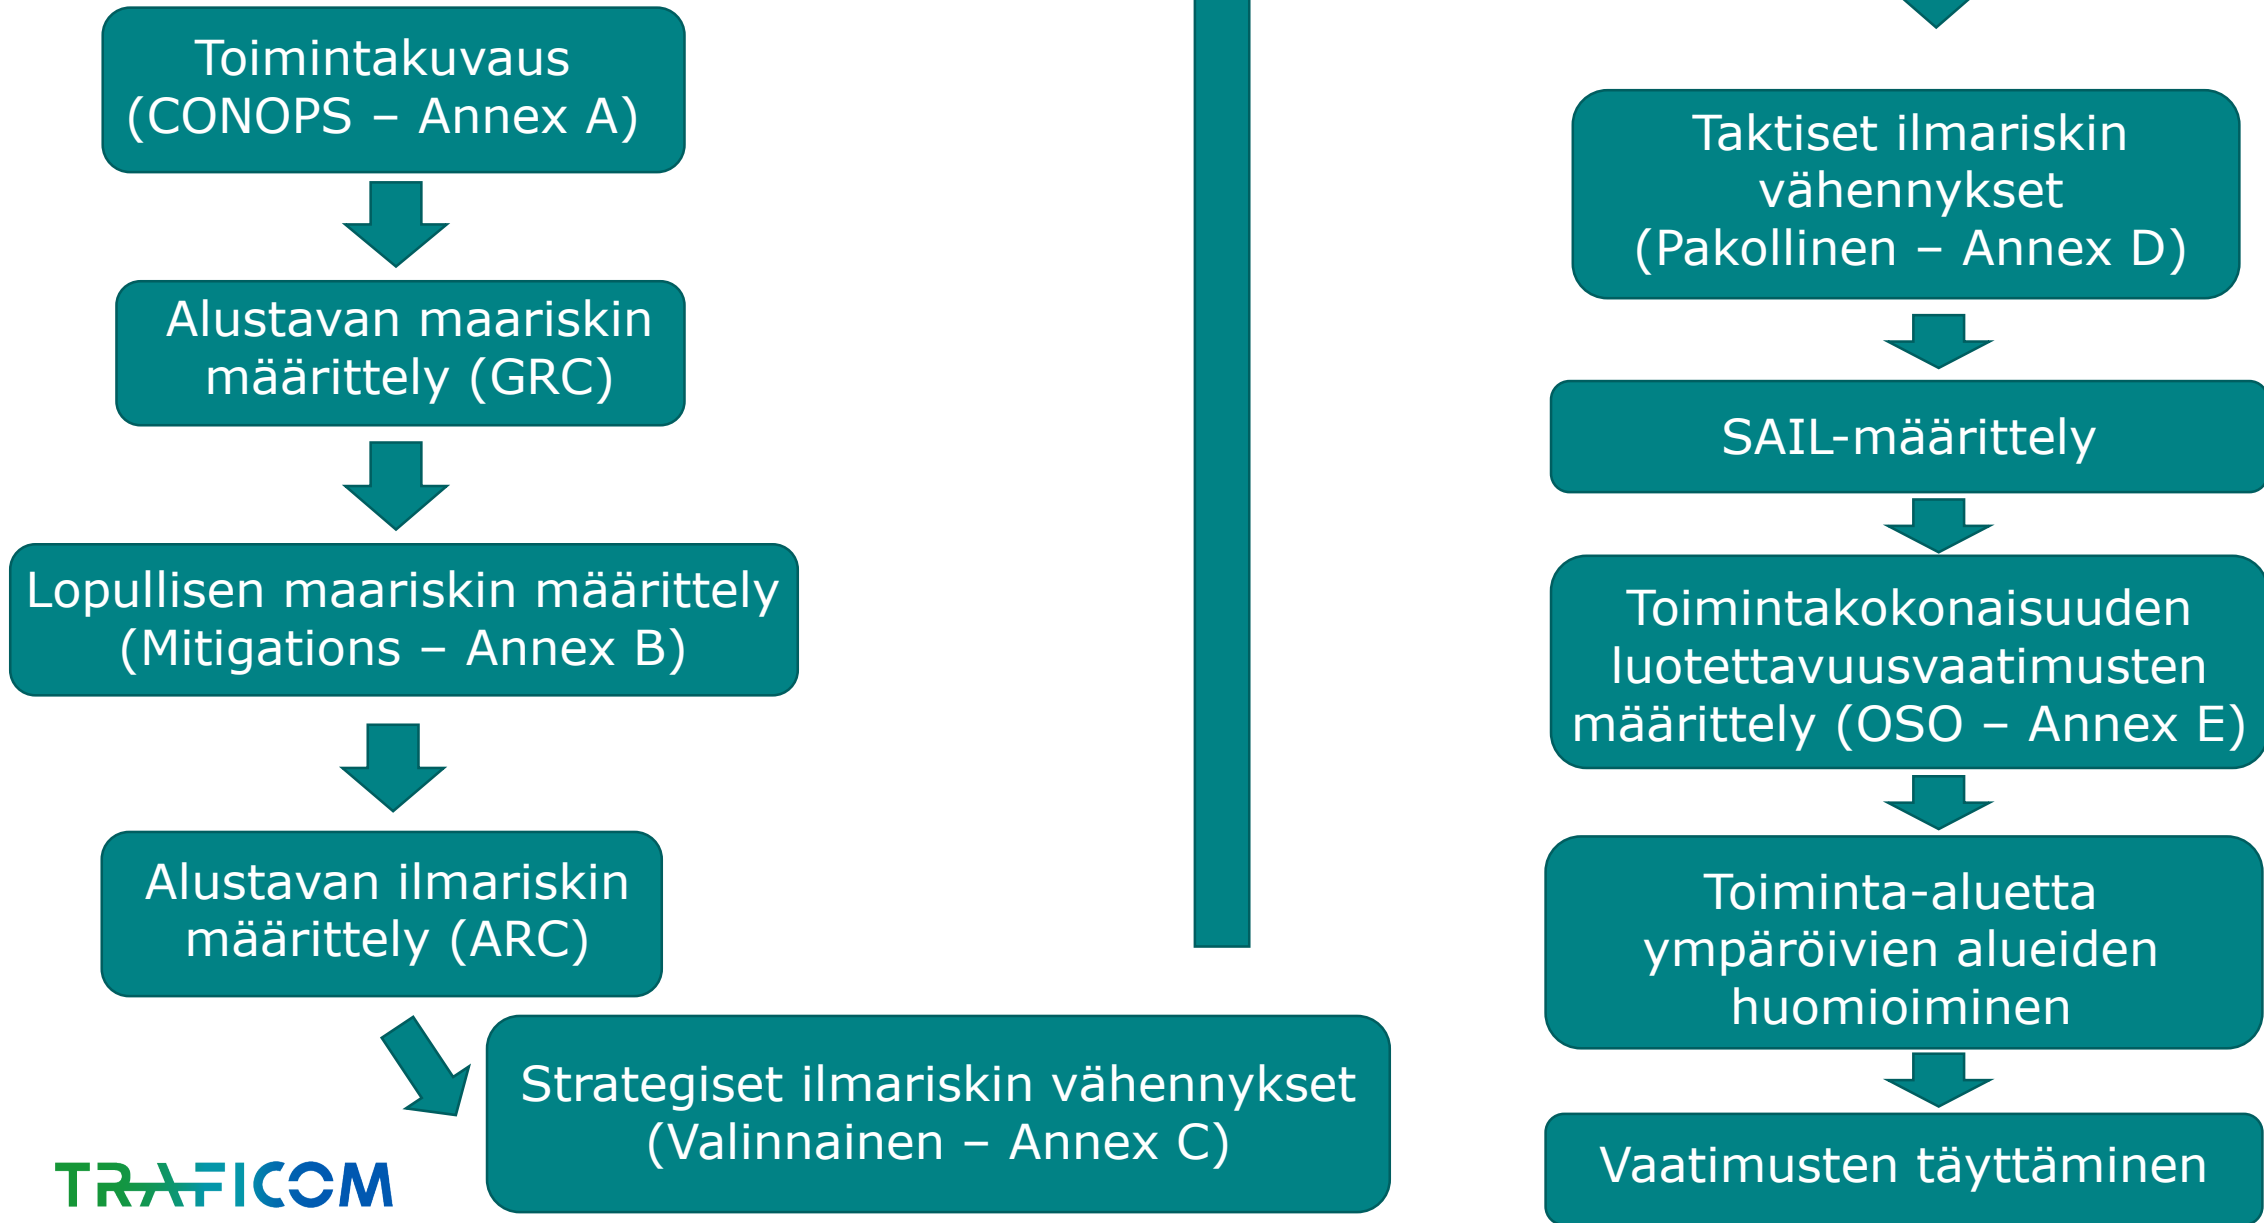 Toimintakuvaus
(CONOPS – Annex A)
Alustavan maariskin
määrittely (GRC)
Lopullisen maariskin määrittely
(Mitigations – Annex B)
Alustavan ilmariskin
määrittely (ARC)
Strategiset ilmariskin vähennykset
(Valinnainen – Annex C)
Taktiset ilmariskin
vähennykset
(Pakollinen – Annex D)
SAIL-määrittely
Toimintakokonaisuuden
luotettavuusvaatimusten
määrittely (OSO – Annex E)
Toiminta-aluetta
ympäröivien alueiden
huomioiminen
Vaatimusten täyttäminen
TRAFICOM